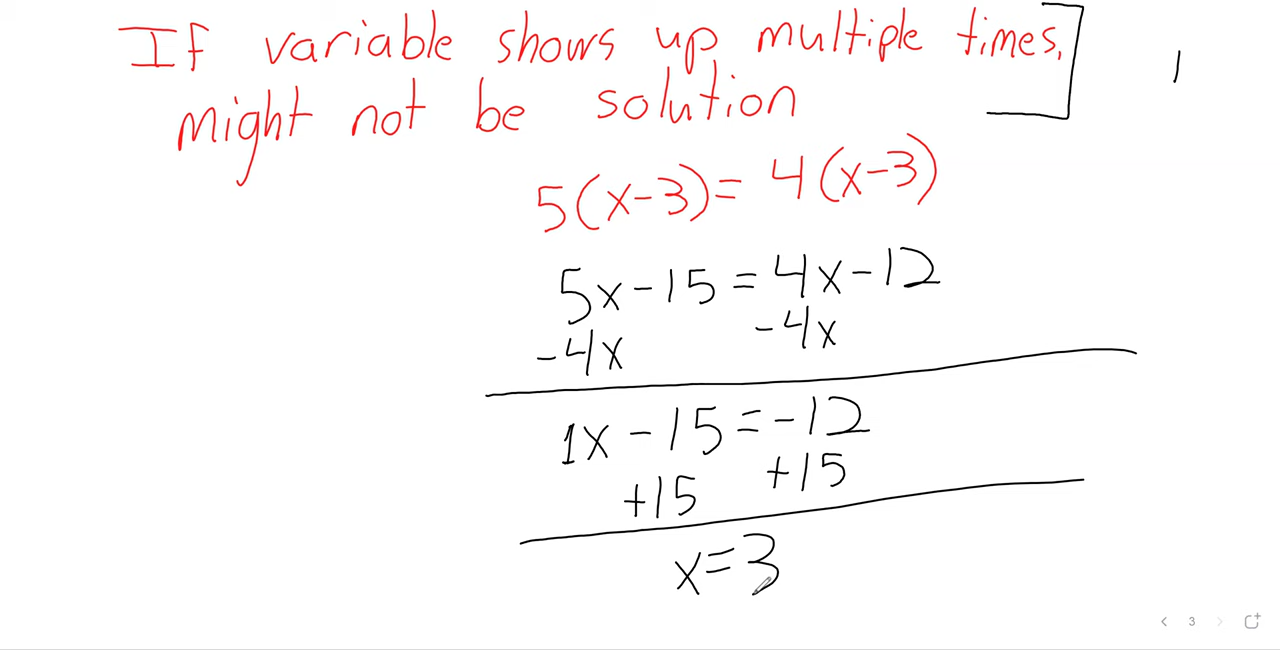 If variable shows up multiple times,
might not be solution
5(x-3)= 4(x-3)
5x-15=4x-12
-4x -4x
1x-15=-12
+15 +15
x=3
< 3 >